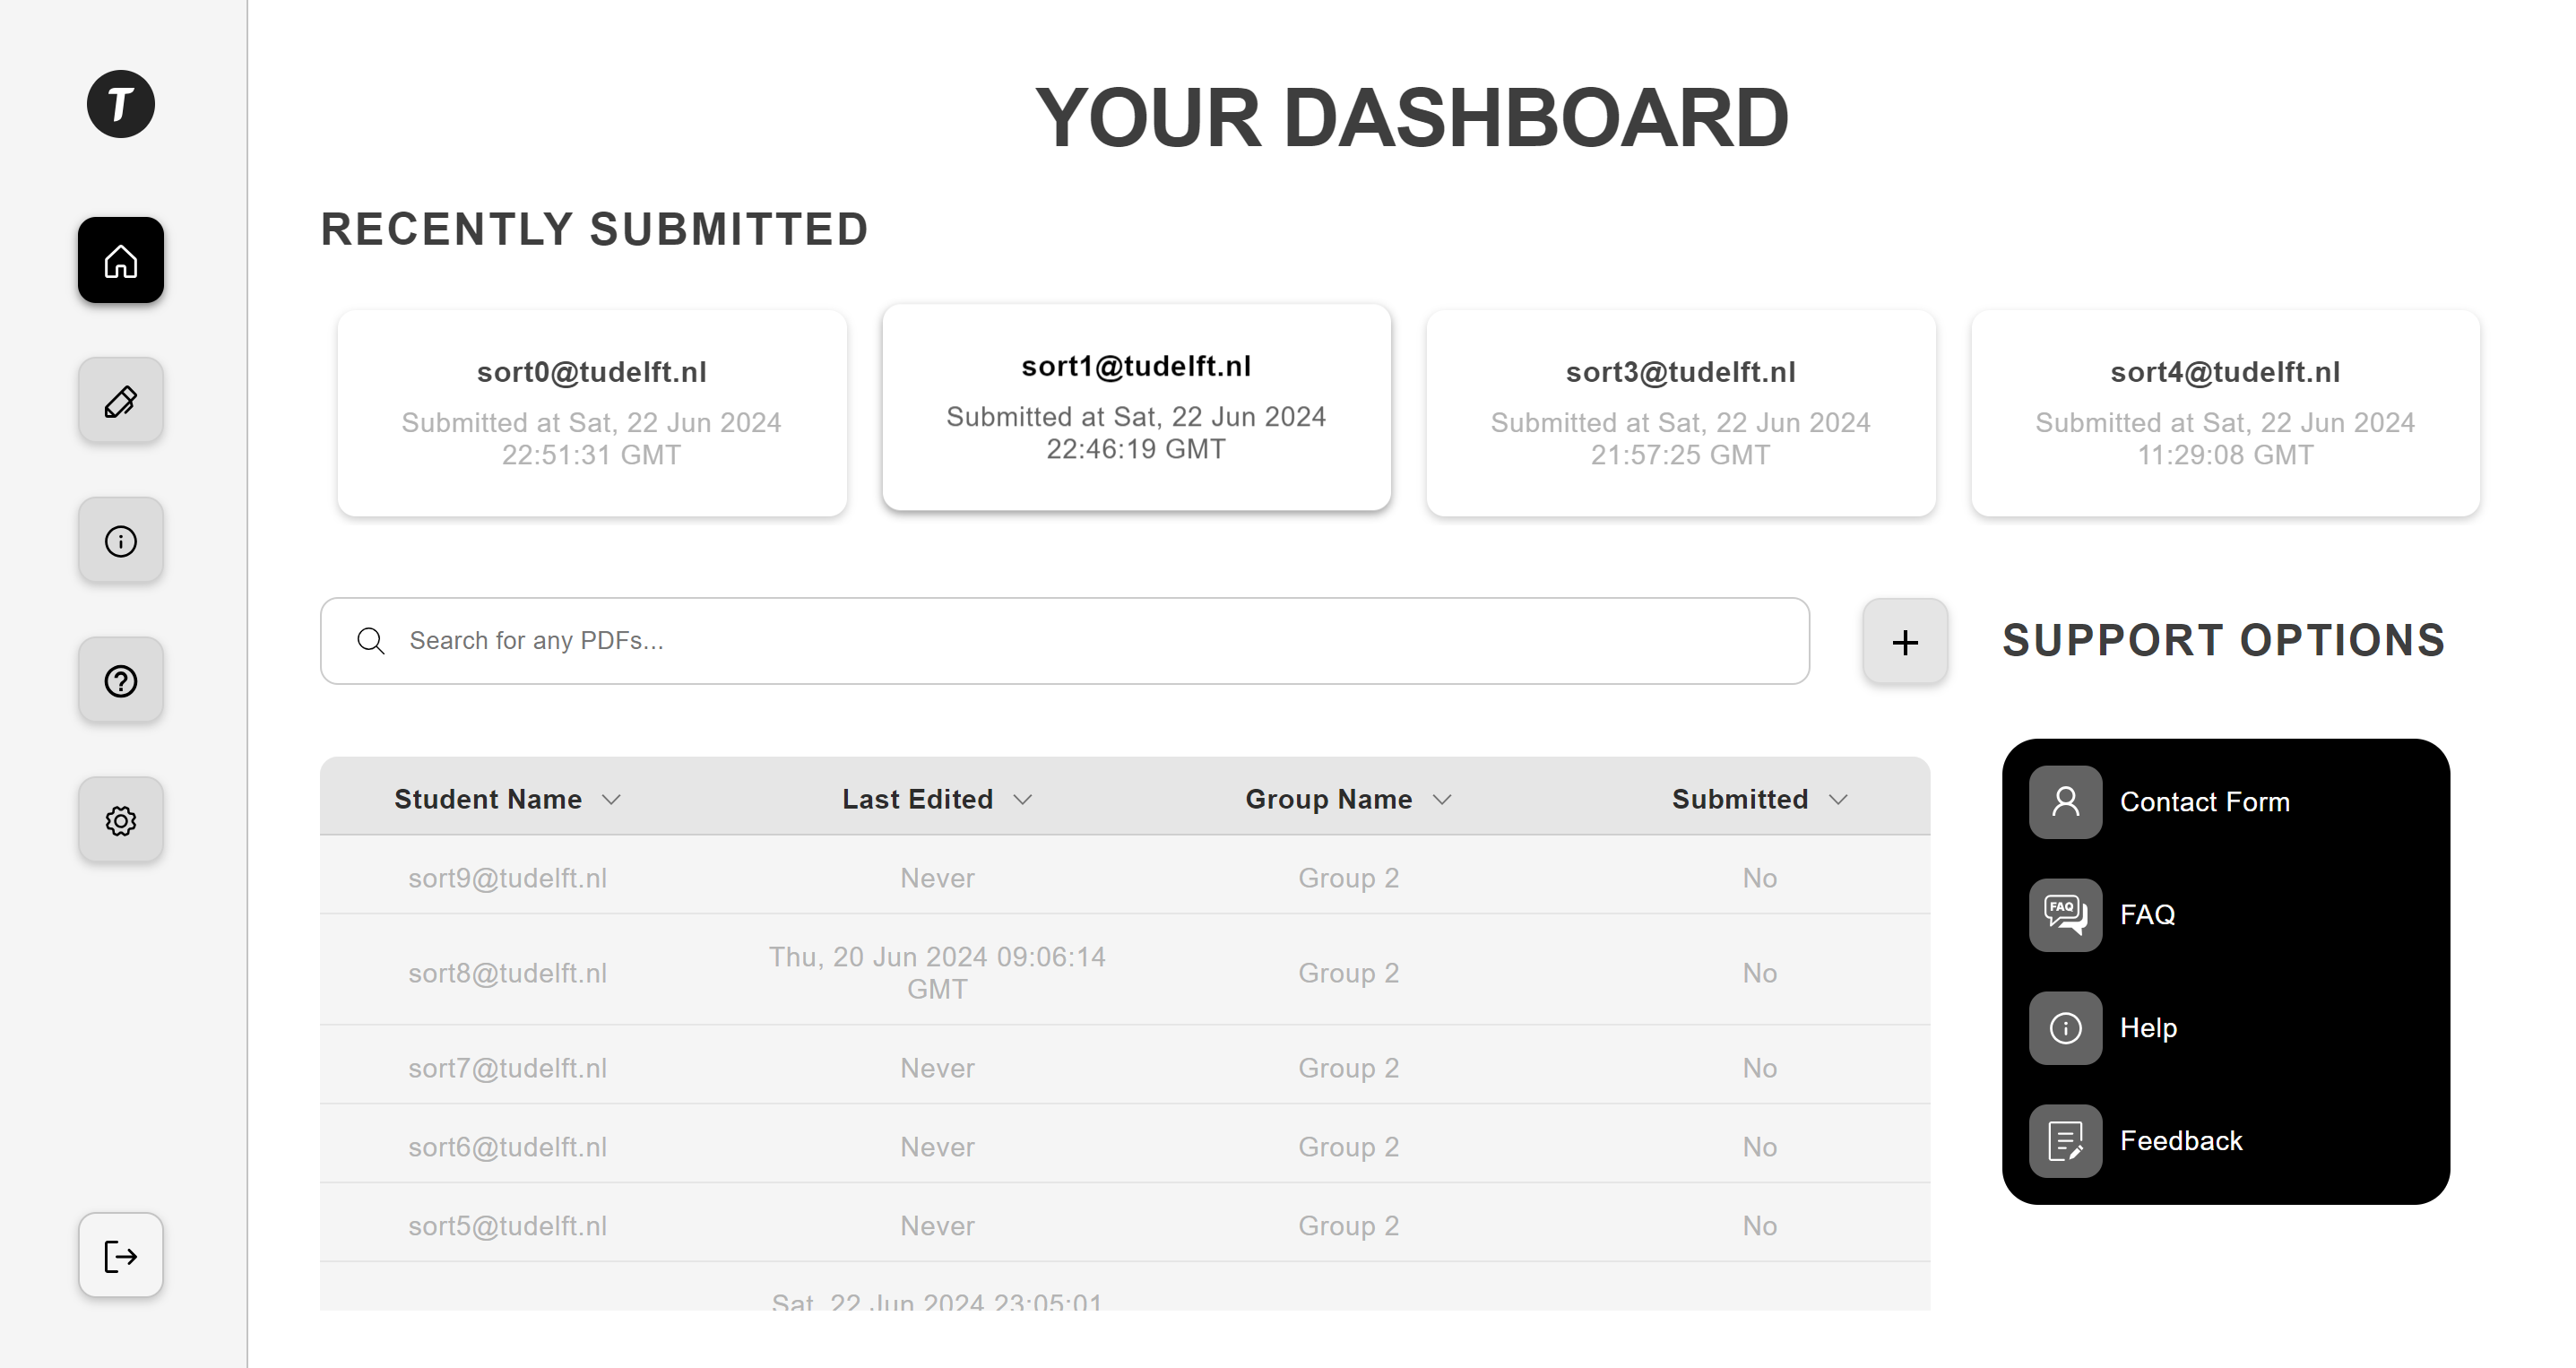 T
YOUR DASHBOARD
RECENTLY SUBMITTED
sort0@tudelft.nl
Submitted at Sat, 22 Jun 2024
22:51:31 GMT
sort1@tudelft.nl
Submitted at Sat, 22 Jun 2024
22:46:19 GMT
sort3@tudelft.nl
Submitted at Sat, 22 Jun 2024
21:57:25 GMT
sort4@tudelft.nl
Submitted at Sat, 22 Jun 2024
11:29:08 GMT
Search for any PDFs...
SUPPORT OPTIONS
Student Name Last Edited Group Name Submitted
sort9@tudelft.nl Never Group 2 No
sort8@tudelft.nl Thu, 20 Jun 2024 09:06:14
GMT Group 2 No
sort7@tudelft.nl Never Group 2 No
sort6@tudelft.nl Never Group 2 No
sort5@tudelft.nl Never Group 2 No
Sat, 22 Jun 2024 23:05:01
Contact Form
FAQ
FAQ
Help
Feedback